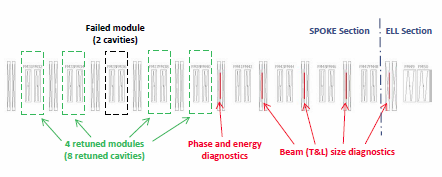 Failed module
(2 cavities)
SPOKE Section
ELL Section
4 retuned modules
(8 retuned cavities)
Phase and energy
diagnostics
Beam (T&L) size diagnostics